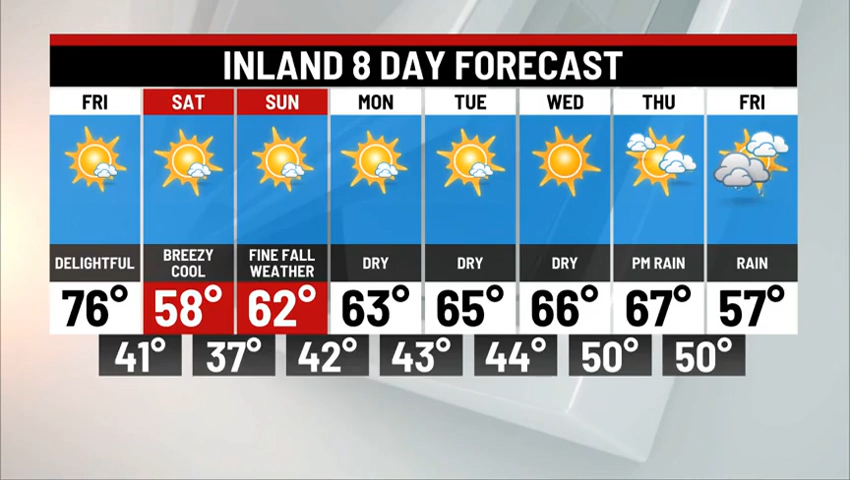 INLAND 8 DAY FORECAST
FRI SAT SUN MON TUE WED THU FRI
DELIGHTFUL
BREEZY
COOL
FINE FALL
WEATHER
DRY
DRY
DRY
PM RAIN
RAIN
76° 58° 62° 63° 65° 66° 67° 57°
41° 37° 42° 43° 44° 50° 50°